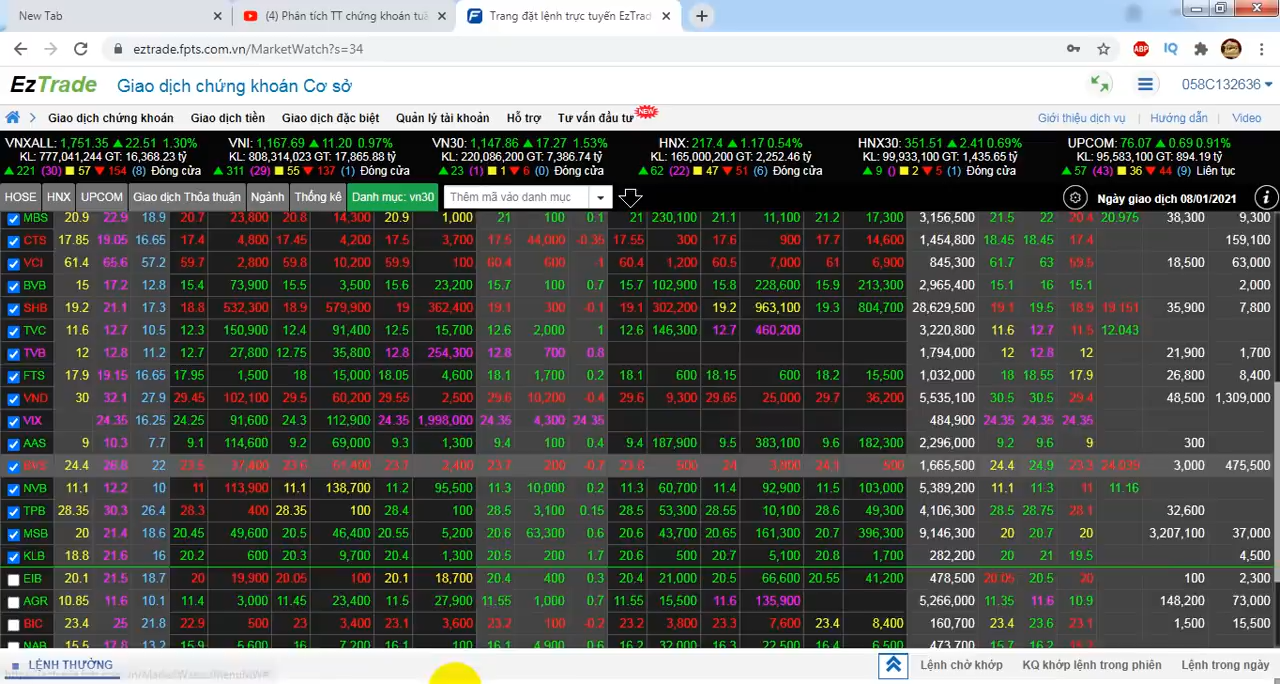 New Tab
(4) Phân tích TT chứng khoán tuầ
Trang đặt lệnh trực tuyến EzTrad
eztrade.fpts.com.vn/MarketWatch?s=34
ABP
IQ
EzTrade
Giao dịch chứng khoán Cơ sở
058C132636
Giao dịch chứng khoán
Giao dịch tiền
Giao dịch đặc biệt
Quản lý tài khoản
Hỗ trợ
Tư vấn đầu tư
NEW
Giới thiệu dịch vụ | Hướng dẫn | Video
VNXALL: 1,751.35 ▲ 22.51 1.30%
KL: 777,041,244 GT: 16,368.23 tỷ
▲ 221 (30) ■ 57 ▼ 154 (8) Đóng cửa
VNI: 1,167.69 ▲ 11.20 0.97%
KL: 808,314,023 GT: 17,865.88 tỷ
▲ 311 (29) ■ 55 ▼ 137 (1) Đóng cửa
VN30: 1,147.86 ▲ 17.27 1.53%
KL: 220,086,200 GT: 7,386.74 tỷ
▲ 23 (1) ■ 1 ▼ 6 (0) Đóng cửa
HNX: 217.4 ▲ 1.17 0.54%
KL: 165,000,200 GT: 2,252.46 tỷ
▲ 62 (22) ■ 47 ▼ 51 (6) Đóng cửa
HNX30: 351.51 ▲ 2.41 0.69%
KL: 99,933,100 GT: 1,435.65 tỷ
▲ 9 () ■ 2 ▼ 5 (1) Đóng cửa
UPCOM: 76.07 ▲ 0.69 0.91%
KL: 95,583,100 GT: 894.19 tỷ
▲ 57 (43) ■ 36 ▼ 44 (9) Liên tục
HOSE
HNX
UPCOM
Giao dịch Thỏa thuận
Ngành
Thống kê
Danh mục: vn30
Thêm mã vào danh mục
Ngày giao dịch 08/01/2021
MBS 20.9 22.9 18.9 20.7 23,800 20.8 14,300 20.9 1,000 21 100 0.1 21 230,100 21.1 11,100 21.2 17,300 3,156,500 21.5 22 20.4 20.975 38,300 9,300
CTS 17.85 19.05 16.65 17.4 4,800 17.45 4,200 17.5 3,700 17.5 44,000 -0.35 17.55 300 17.6 900 17.7 14,600 1,454,800 18.45 18.45 17.4 159,100
VCI 61.4 65.6 57.2 59.7 2,800 59.8 10,200 59.9 100 60.4 600 -1 60.4 1,200 60.5 7,000 61 6,900 845,300 61.7 63 59.5 18,500 63,000
BVB 15 17.2 12.8 15.4 73,900 15.5 3,500 15.6 23,200 15.7 100 0.7 15.7 102,900 15.8 228,600 15.9 213,300 2,965,400 15.1 16 15.1 2,000
SHB 19.2 21.1 17.3 18.8 532,300 18.9 579,900 19 362,400 19.1 300 -0.1 19.1 302,200 19.2 963,100 19.3 804,700 28,629,500 19.1 19.5 18.9 19.151 35,900 7,800
TVC 11.6 12.7 10.5 12.3 150,900 12.4 91,400 12.5 15,700 12.6 2,000 1 12.6 146,300 12.7 460,200 3,220,800 11.6 12.7 11.5 12.043
TVB 12 12.8 11.2 12.7 27,800 12.75 35,800 12.8 254,300 12.8 700 0.8 1,794,000 12 12.8 12 21,900 1,700
FTS 17.9 19.15 16.65 17.95 1,500 18 15,000 18.05 4,600 18.1 1,700 0.2 18.1 600 18.15 600 18.2 15,500 1,032,000 18 18.55 17.9 26,800 8,400
VND 30 32.1 27.9 29.45 102,100 29.5 60,200 29.55 2,500 29.6 10,200 -0.4 29.6 9,300 29.65 25,000 29.7 36,200 5,535,100 30.5 30.5 29.4 48,500 1,309,000
VIX 24.35 16.25 24.25 91,600 24.3 112,900 24.35 1,998,000 24.35 4,300 24.35 484,900 24.35 24.35 24.35
AAS 9 10.3 7.7 9.1 114,600 9.2 69,000 9.3 1,300 9.4 100 0.4 9.4 187,900 9.5 383,100 9.6 182,300 2,296,000 9.2 9.6 9 300
BVS 24.4 26.8 22 23.5 37,400 23.6 61,400 23.7 3,400 23.7 200 -0.7 23.8 500 24 3,800 24.1 500 1,665,500 24.4 24.9 23.3 24.039 3,000 475,500
NVB 11.1 12.2 10 11 113,900 11.1 138,700 11.2 95,500 11.3 10,000 0.2 11.3 60,700 11.4 92,900 11.5 103,000 5,389,200 11.1 11.3 11 11.16
TPB 28.35 30.3 26.4 28.3 400 28.35 100 28.4 100 28.5 3,100 0.15 28.5 53,300 28.55 10,100 28.6 49,300 4,106,300 28.5 28.75 28.1 32,600
MSB 20 21.4 18.6 20.45 49,600 20.5 46,400 20.55 5,200 20.6 63,300 0.6 20.6 43,700 20.65 161,300 20.7 396,300 9,146,300 20 20.7 20 3,207,100 37,000
KLB 18.8 21.6 16 20.2 600 20.3 9,700 20.4 1,300 20.5 200 1.7 20.6 500 20.7 5,100 20.8 1,700 282,200 20 21 19.5 4,500
EIB 20.1 21.5 18.7 20 19,900 20.05 100 20.1 18,700 20.4 400 0.3 20.4 21,000 20.5 66,600 20.55 41,200 478,500 20.05 20.5 20 100 2,300
AGR 10.85 11.6 10.1 11.4 3,000 11.45 23,400 11.5 27,900 11.55 1,000 0.7 11.55 15,500 11.6 135,900 5,266,000 11.35 11.6 10.9 148,200 73,000
BIC 23.4 25 21.8 22.9 500 23 3,400 23.1 3,600 23.2 100 -0.2 23.2 3,800 23.3 7,600 23.4 8,400 160,700 23.4 23.6 23.1 1,500 15,500
LỆNH THƯỜNG
Lệnh chờ khớp
KQ khớp lệnh trong phiên
Lệnh trong ngày